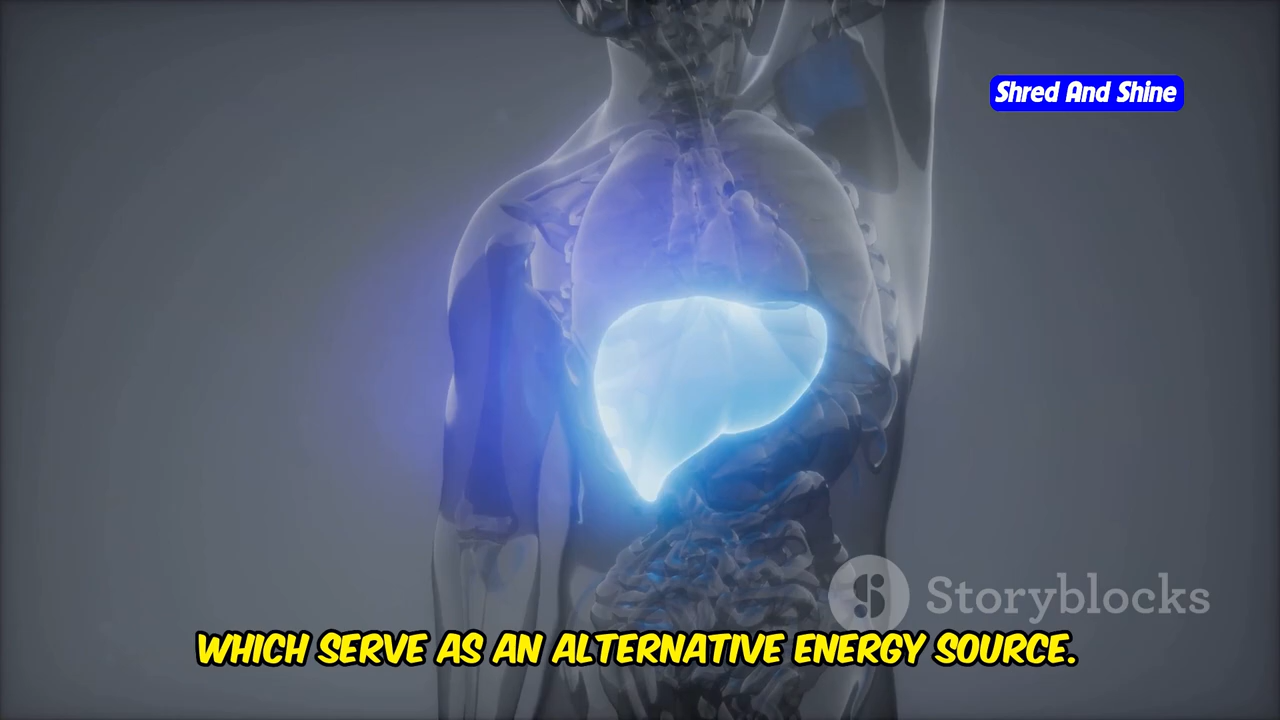 Shred And Shine
Storyblocks
WHICH SERVE AS AN ALTERNATIVE ENERGY SOURCE.